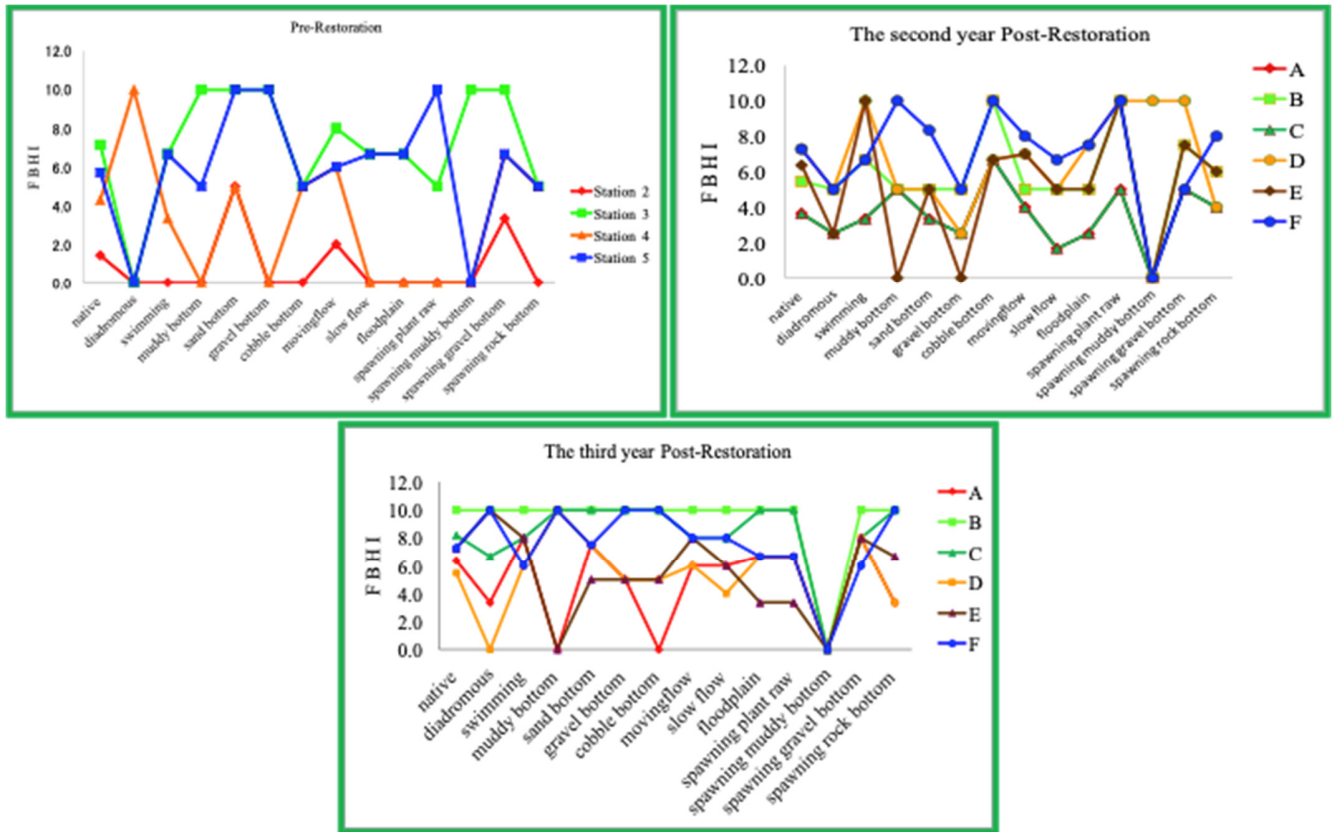 Pre-Restoration
12.0
10.0
8.0
6.0
4.0
2.0
0.0
FBHI
native
diadromous
swimming
muddy bottom
sand bottom
gravel bottom
cobble bottom
movingflow
slow flow
floodplain
spawning plant raw
spawning muddy bottom
spawning gravel bottom
spawning rock bottom
Station 2
Station 3
Station 4
Station 5
The second year Post-Restoration
12.0
10.0
8.0
6.0
4.0
2.0
0.0
FBHI
native
diadromous
swimming
muddy bottom
sand bottom
gravel bottom
cobble bottom
movingflow
slow flow
floodplain
spawning plant raw
spawning muddy bottom
spawning gravel bottom
spawning rock bottom
A
B
C
D
E
F
The third year Post-Restoration
12.0
10.0
8.0
6.0
4.0
2.0
0.0
FBHI
native
diadromous
swimming
muddy bottom
sand bottom
gravel bottom
cobble bottom
movingflow
slow flow
floodplain
spawning plant raw
spawning muddy bottom
spawning gravel bottom
spawning rock bottom
A
B
C
D
E
F